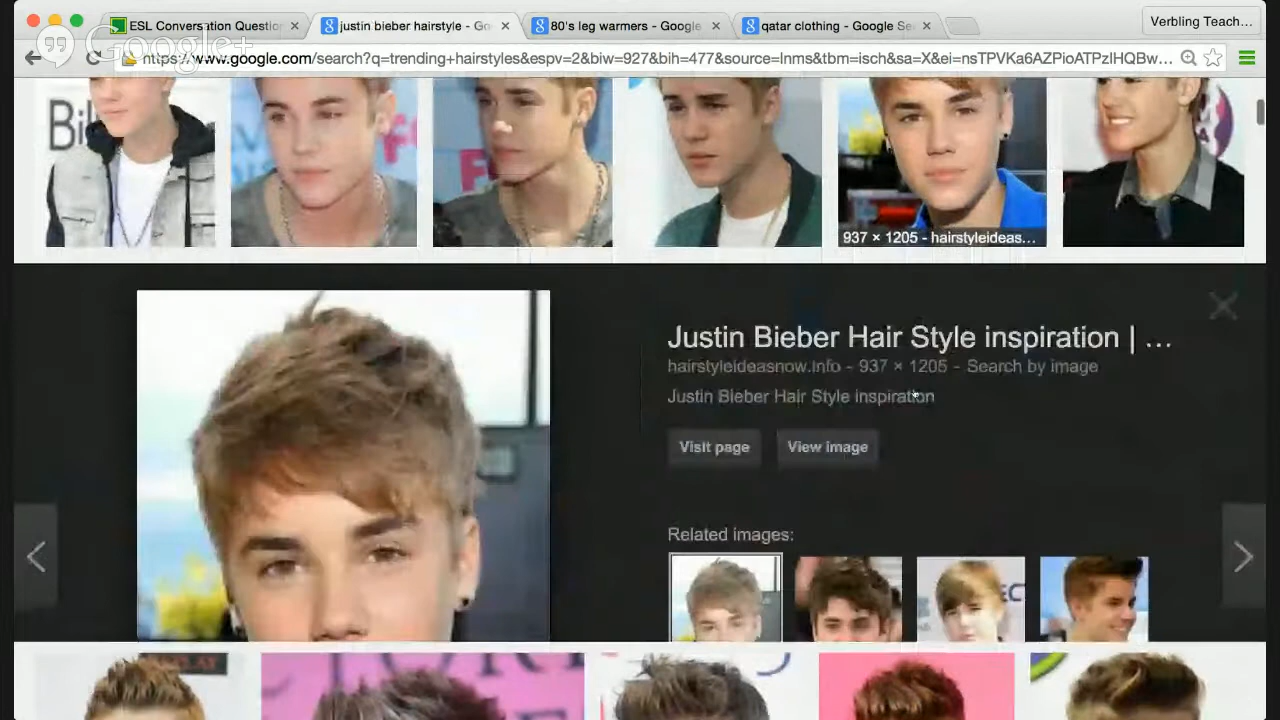 ESL Conversation Question
justin bieber hairstyle - Go
80's leg warmers - Google
qatar clothing - Google Se
Verbling Teach...
Google+
https://www.google.com/search?q=trending+hairstyles&espv=2&biw=927&bih=477&source=lnms&tbm=isch&sa=X&ei=nsTPVKa6AZPioATPzIHQBw...
Bil
937 × 1205 - hairstyleideas...
Justin Bieber Hair Style inspiration | ...
hairstyleideasnow.info - 937 × 1205 - Search by image
Justin Bieber Hair Style inspiration
Visit page
View image
Related images: